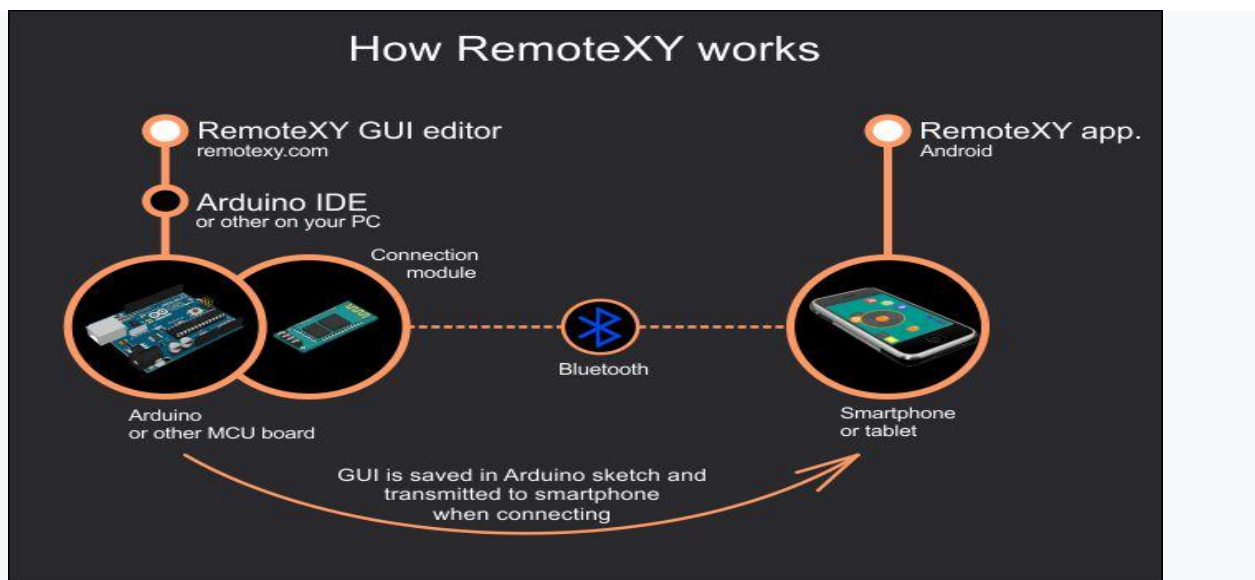 How RemoteXY works
RemoteXY GUI editor
remotexy.com
Arduino IDE
or other on your PC
Connection
module
Arduino
or other MCU board
Bluetooth
RemoteXY app.
Android
Smartphone
or tablet
GUI is saved in Arduino sketch and
transmitted to smartphone
when connecting